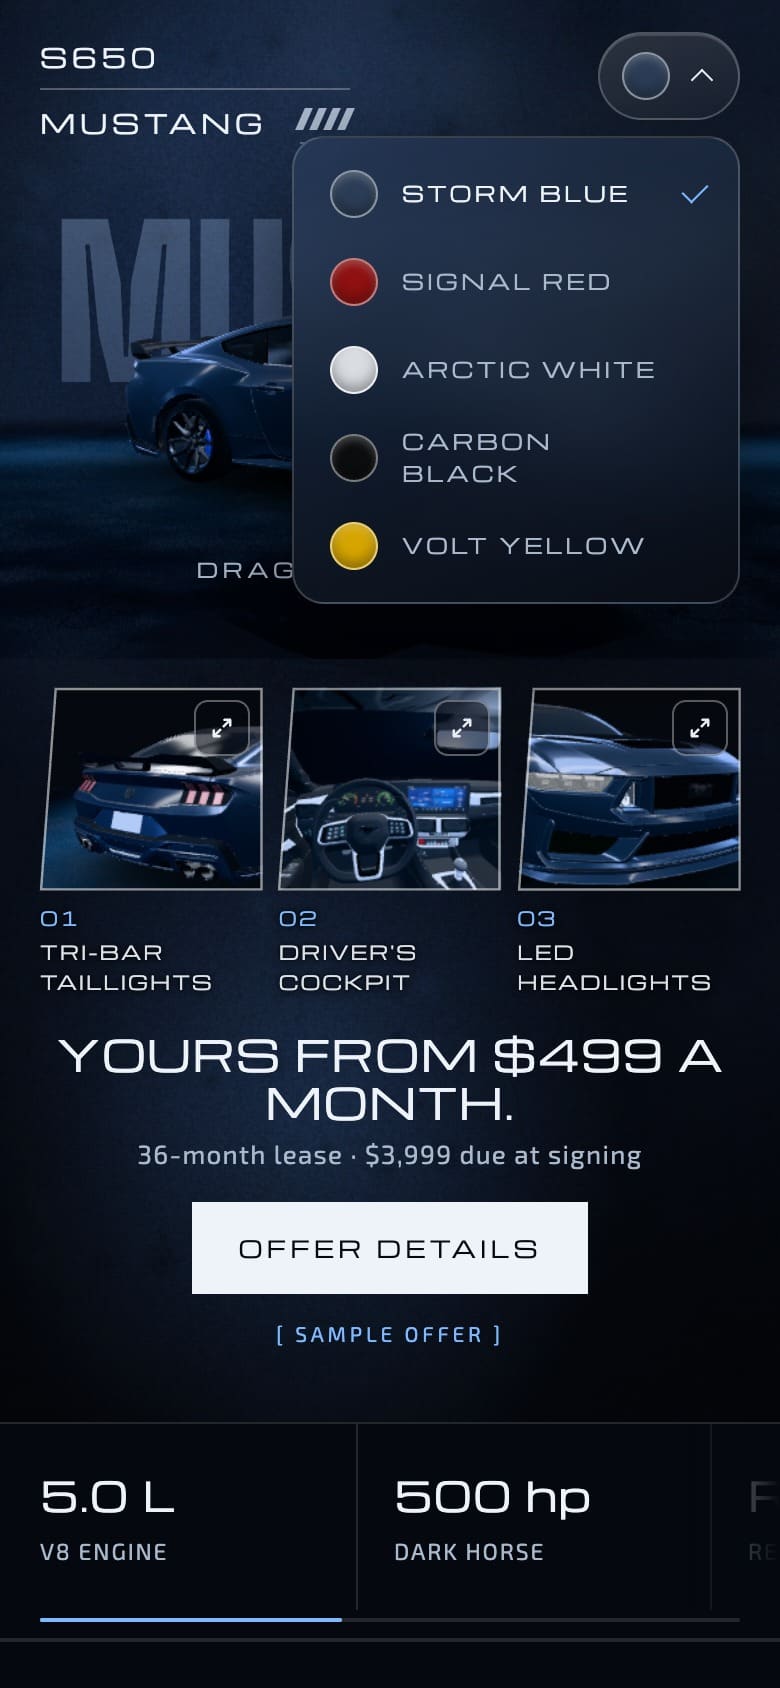 S650
MUSTANG
STORM BLUE
SIGNAL RED
ARCTIC WHITE
CARBON
BLACK
VOLT YELLOW
MU
DRAG
01
TRI-BAR
TAILLIGHTS
02
DRIVER'S
COCKPIT
03
LED
HEADLIGHTS
YOURS FROM $499 A
MONTH.
36-month lease · $3,999 due at signing
OFFER DETAILS
[ SAMPLE OFFER ]
5.0 L
V8 ENGINE
500 hp
DARK HORSE